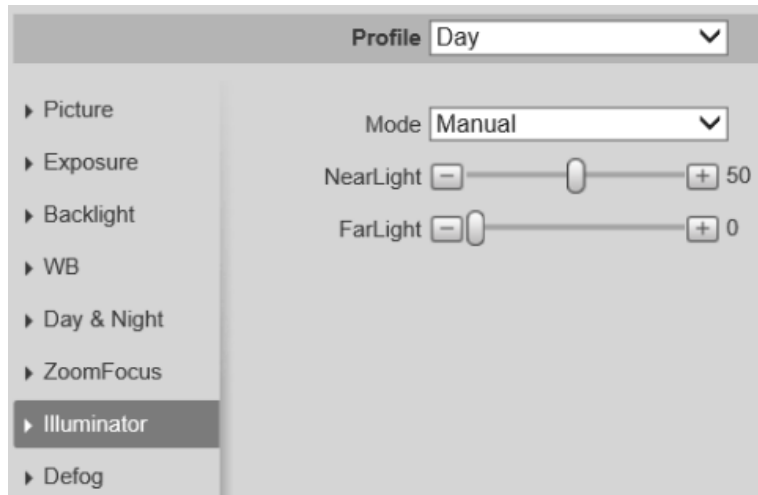 Profile Day
Picture
Exposure
Backlight
WB
Day & Night
ZoomFocus
Illuminator
Defog
Mode Manual
NearLight 50
FarLight 0